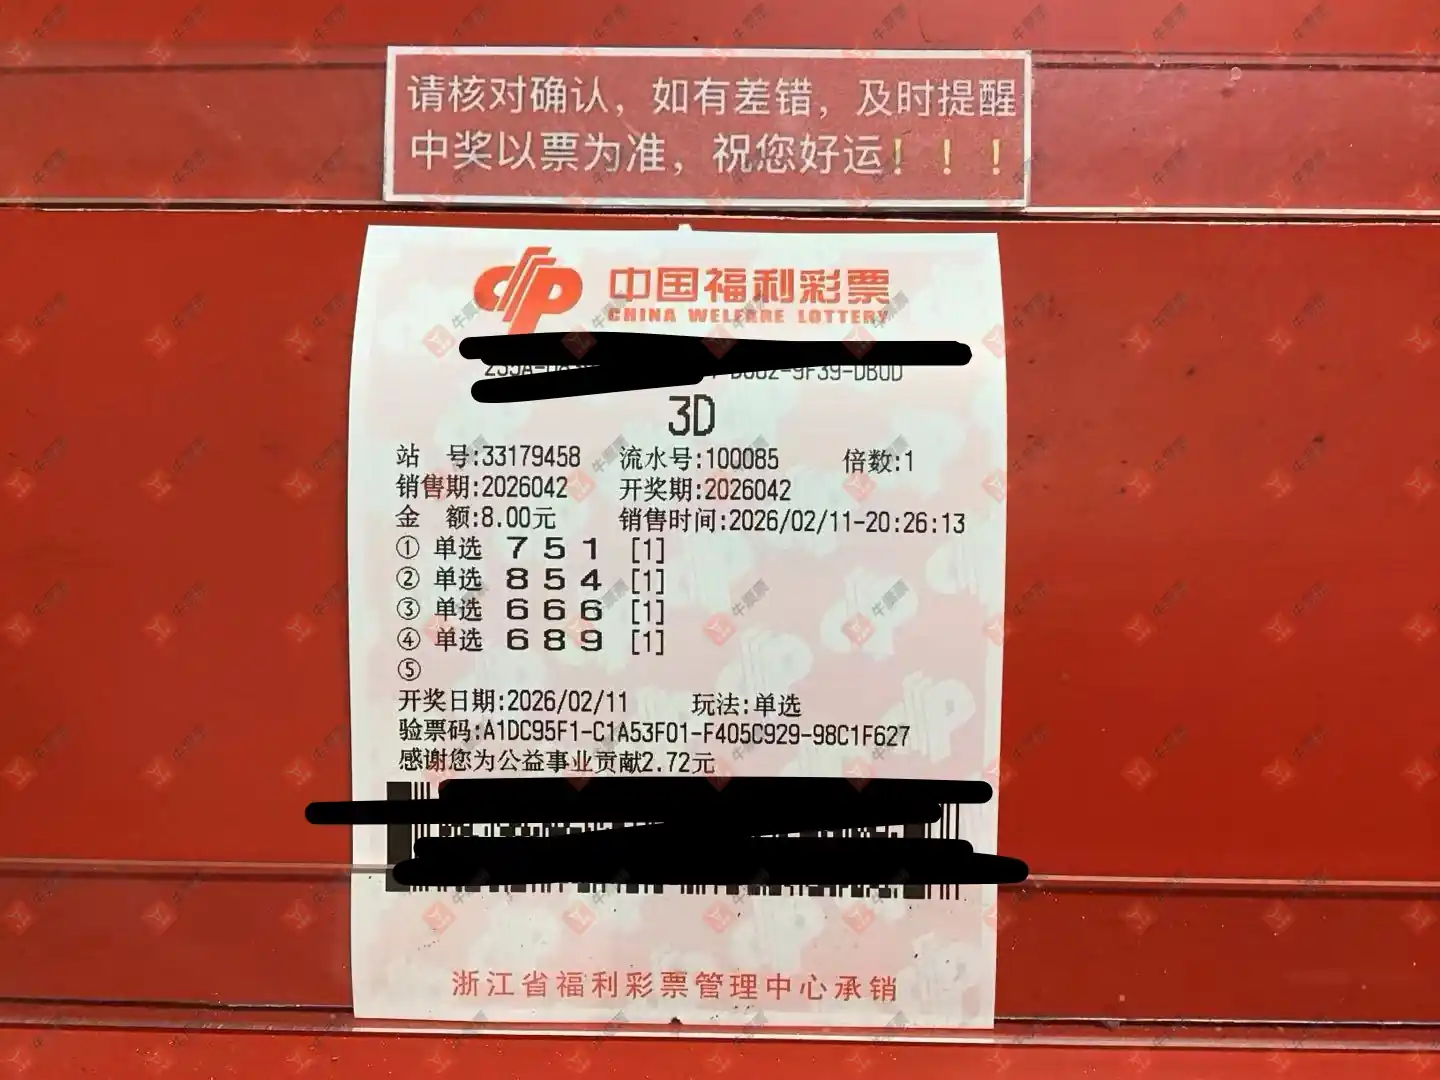 请核对确认，如有差错，及时提醒
中奖以票为准，祝您好运！！！
中国福利彩票
CHINA WELFARE LOTTERY
-9F39-DB0D
3D
站 号:33179458 流水号:100085 倍数:1
销售期:2026042 开奖期:2026042
金 额:8.00元 销售时间:2026/02/11-20:26:13
① 单选 7 5 1 [1]
② 单选 8 5 4 [1]
③ 单选 6 6 6 [1]
④ 单选 6 8 9 [1]
⑤
开奖日期:2026/02/11 玩法:单选
验票码:A1DC95F1-C1A53F01-F405C929-98C1F627
感谢您为公益事业贡献2.72元
浙江省福利彩票管理中心承销
牛票票